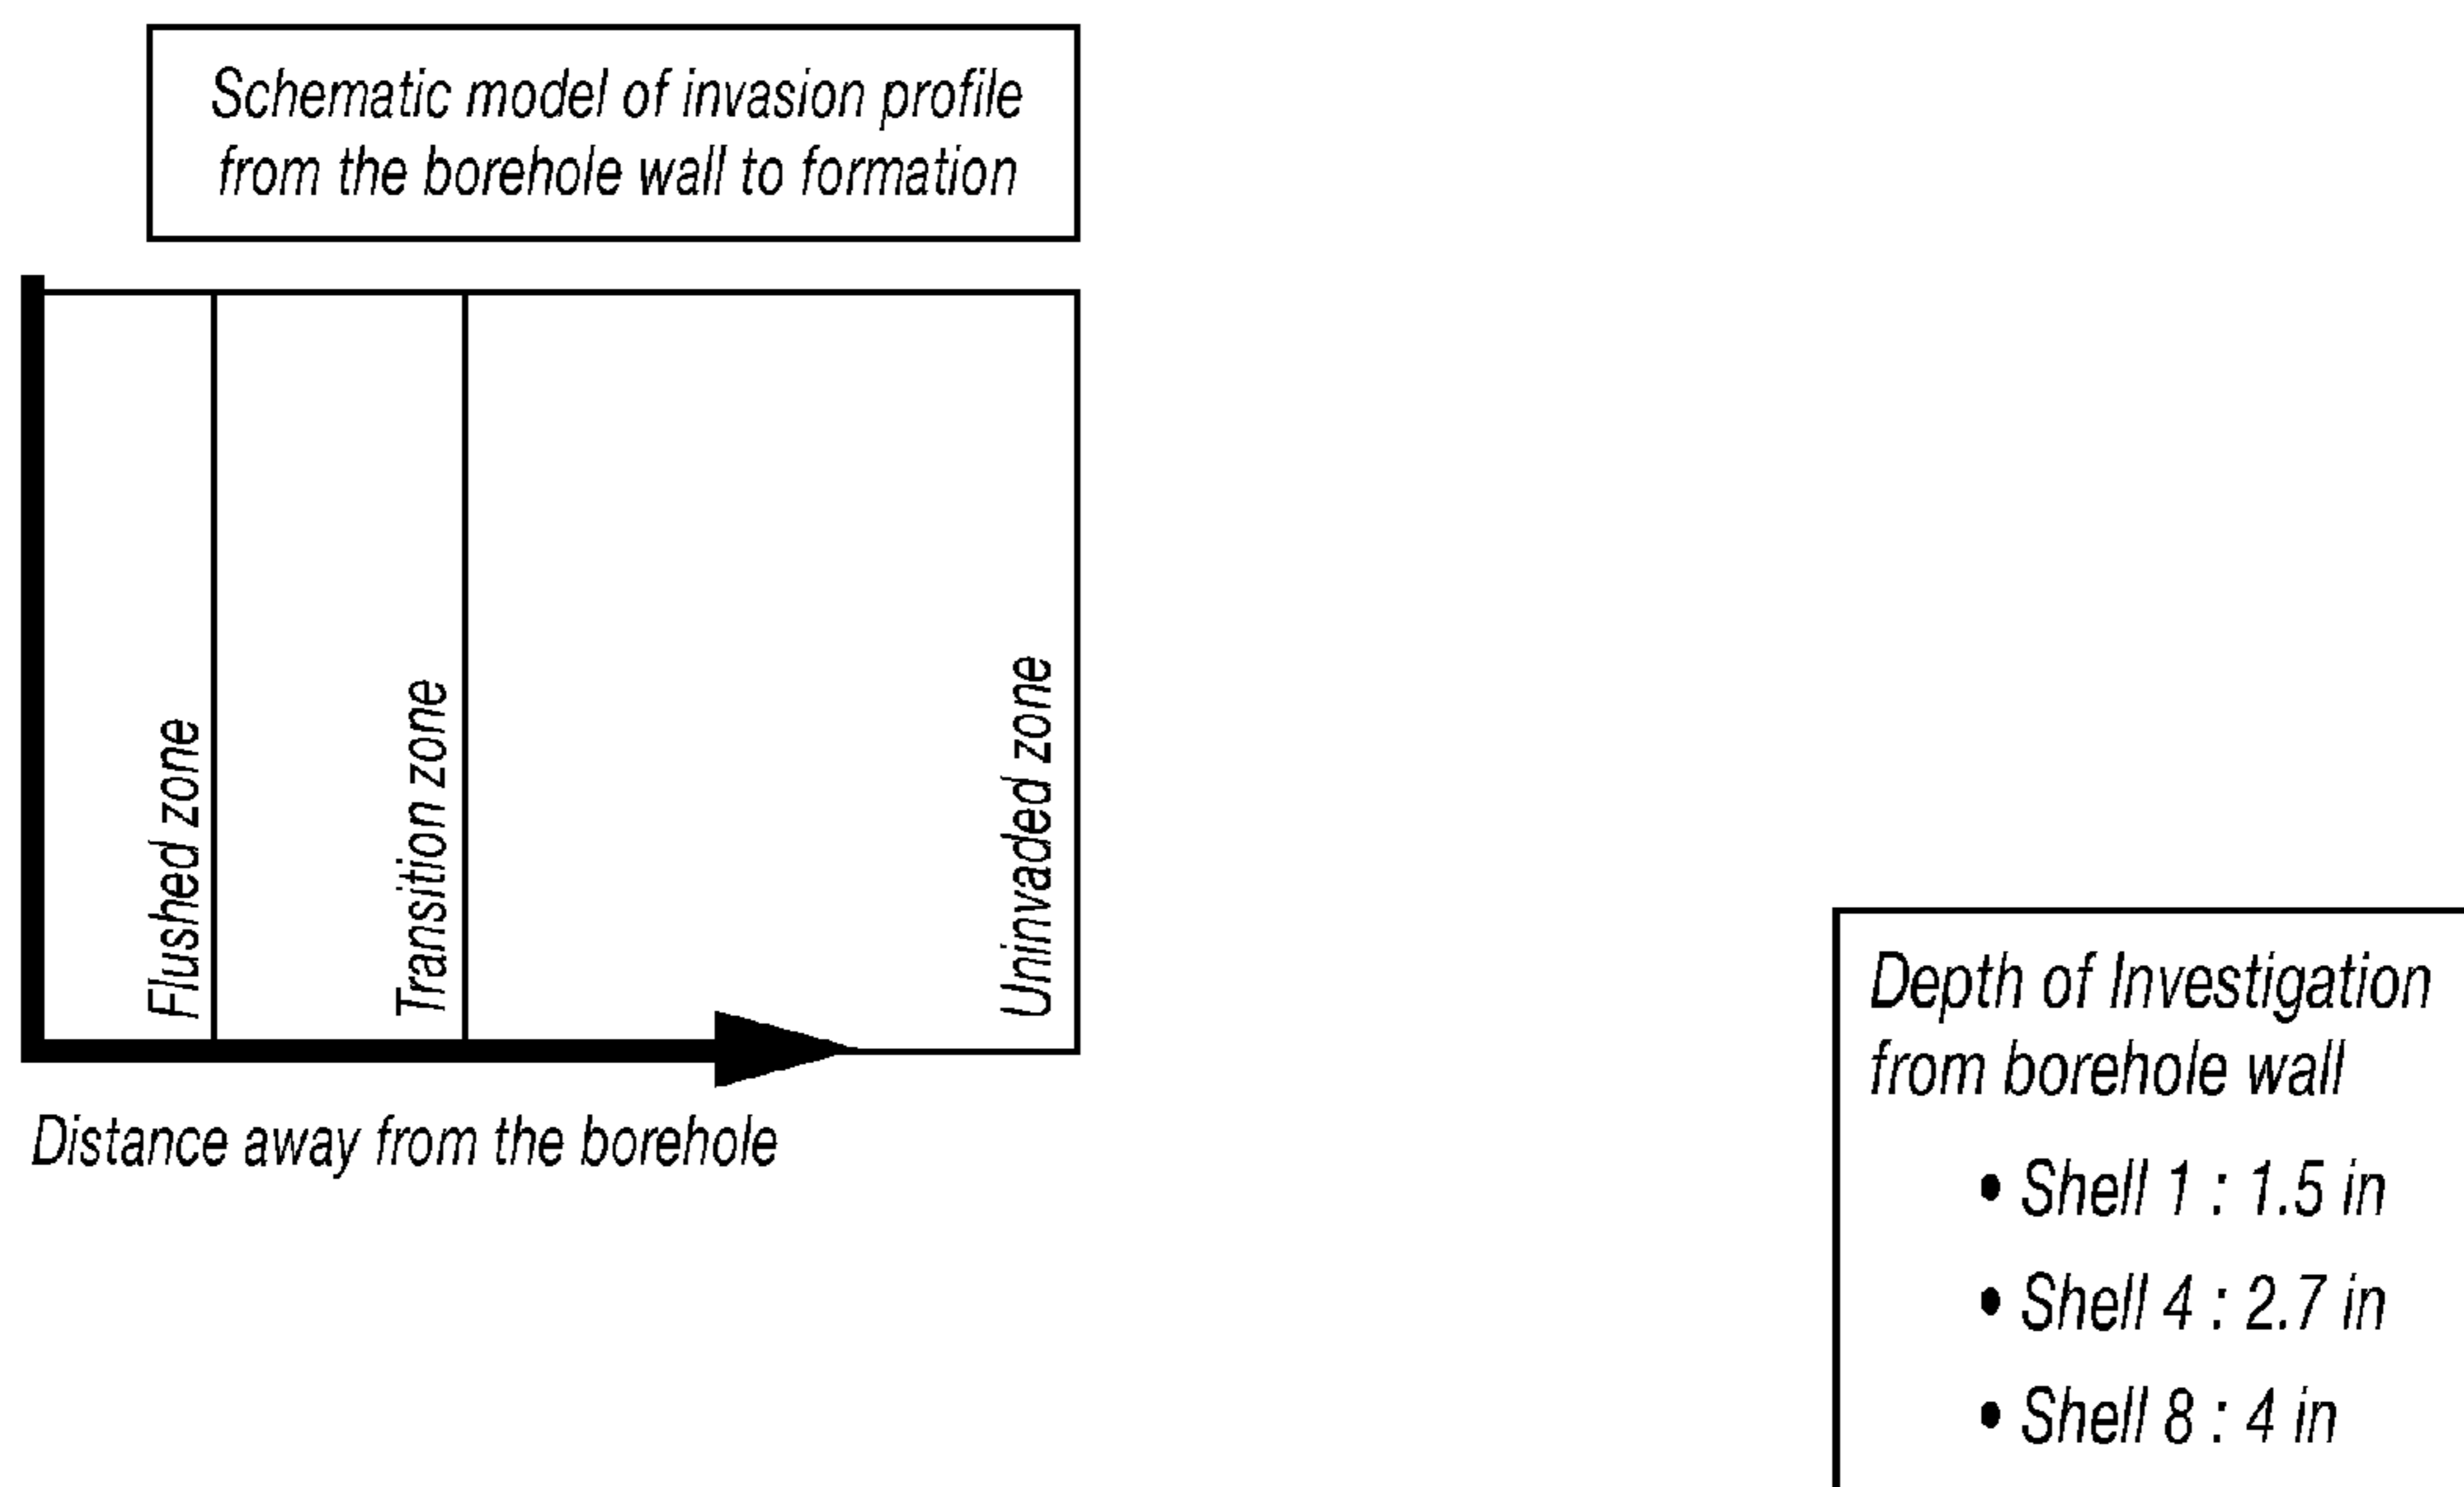 Schematic model of invasion profile
from the borehole wall to formation
Flushed zone
Transition zone
Uninvaded zone
Distance away from the borehole
Depth of Investigation
from borehole wall
• Shell 1 : 1.5 in
• Shell 4 : 2.7 in
• Shell 8 : 4 in